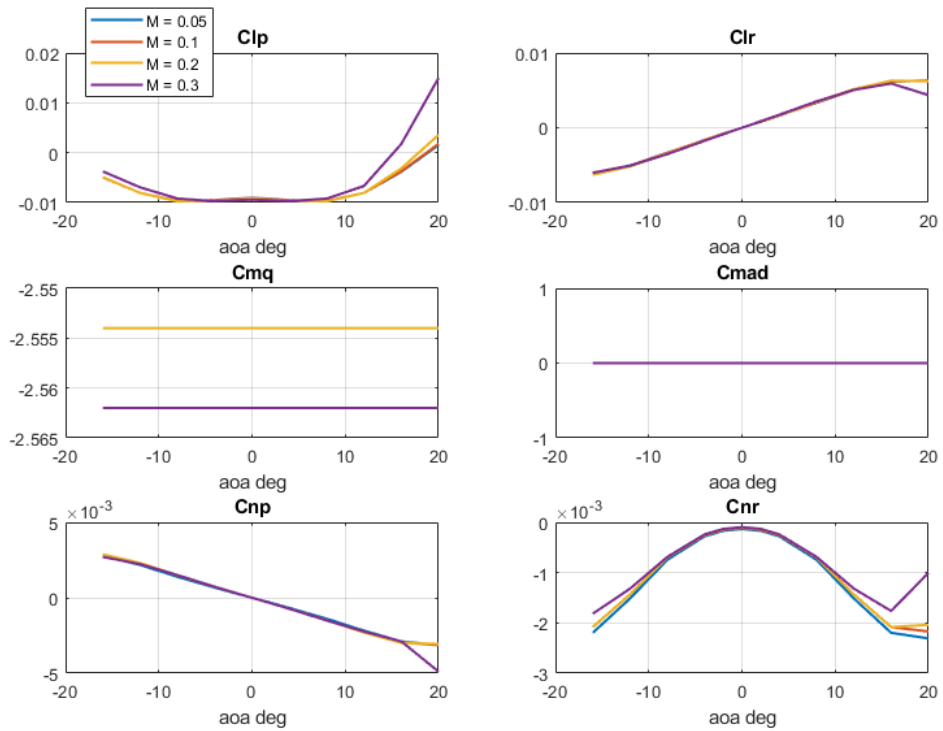 M = 0.05
M = 0.1
M = 0.2
M = 0.3
Clp
0.02
0.01
0
-0.01
-20 -10 0 10 20
aoa deg
Clr
0.01
0
-0.01
-20 -10 0 10 20
aoa deg
Cmq
-2.55
-2.555
-2.56
-2.565
-20 -10 0 10 20
aoa deg
Cmad
1
0
-1
-20 -10 0 10 20
aoa deg
Cnp
×10⁻³
5
0
-5
-20 -10 0 10 20
aoa deg
Cnr
×10⁻³
0
-1
-2
-3
-20 -10 0 10 20
aoa deg